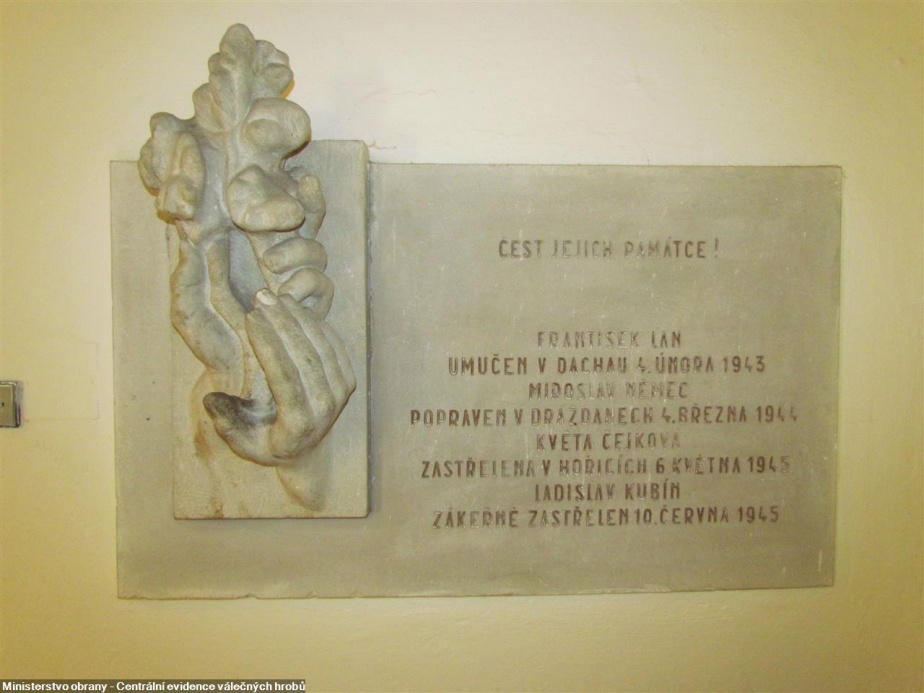 ČEST JEJICH PAMÁTCE!
FRANTIŠEK LAN
UMUČEN V DACHAU 4. ÚNORA 1943
MIROSLAV NĚMEC
POPRAVEN V DRÁŽĎANECH 4. BŘEZNA 1944
KVĚTA ČEJKOVÁ
ZASTŘELENA V HOŘICÍCH 6 KVĚTNA 1945
LADISLAV KUBÍN
ZÁKEŘNĚ ZASTŘELEN 10. ČERVNA 1945
Ministerstvo obrany - Centrální evidence válečných hrobů